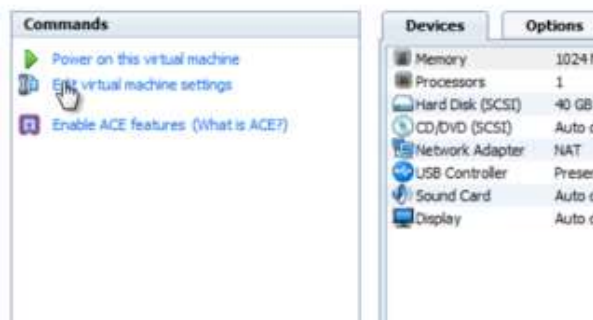 Commands
Power on this virtual machine
Edit virtual machine settings
Enable ACE features (What is ACE?)
Devices Options
Memory 1024
Processors 1
Hard Disk (SCSI) 40 GB
CD/DVD (SCSI) Auto
Network Adapter NAT
USB Controller
Sound Card Auto
Display Auto